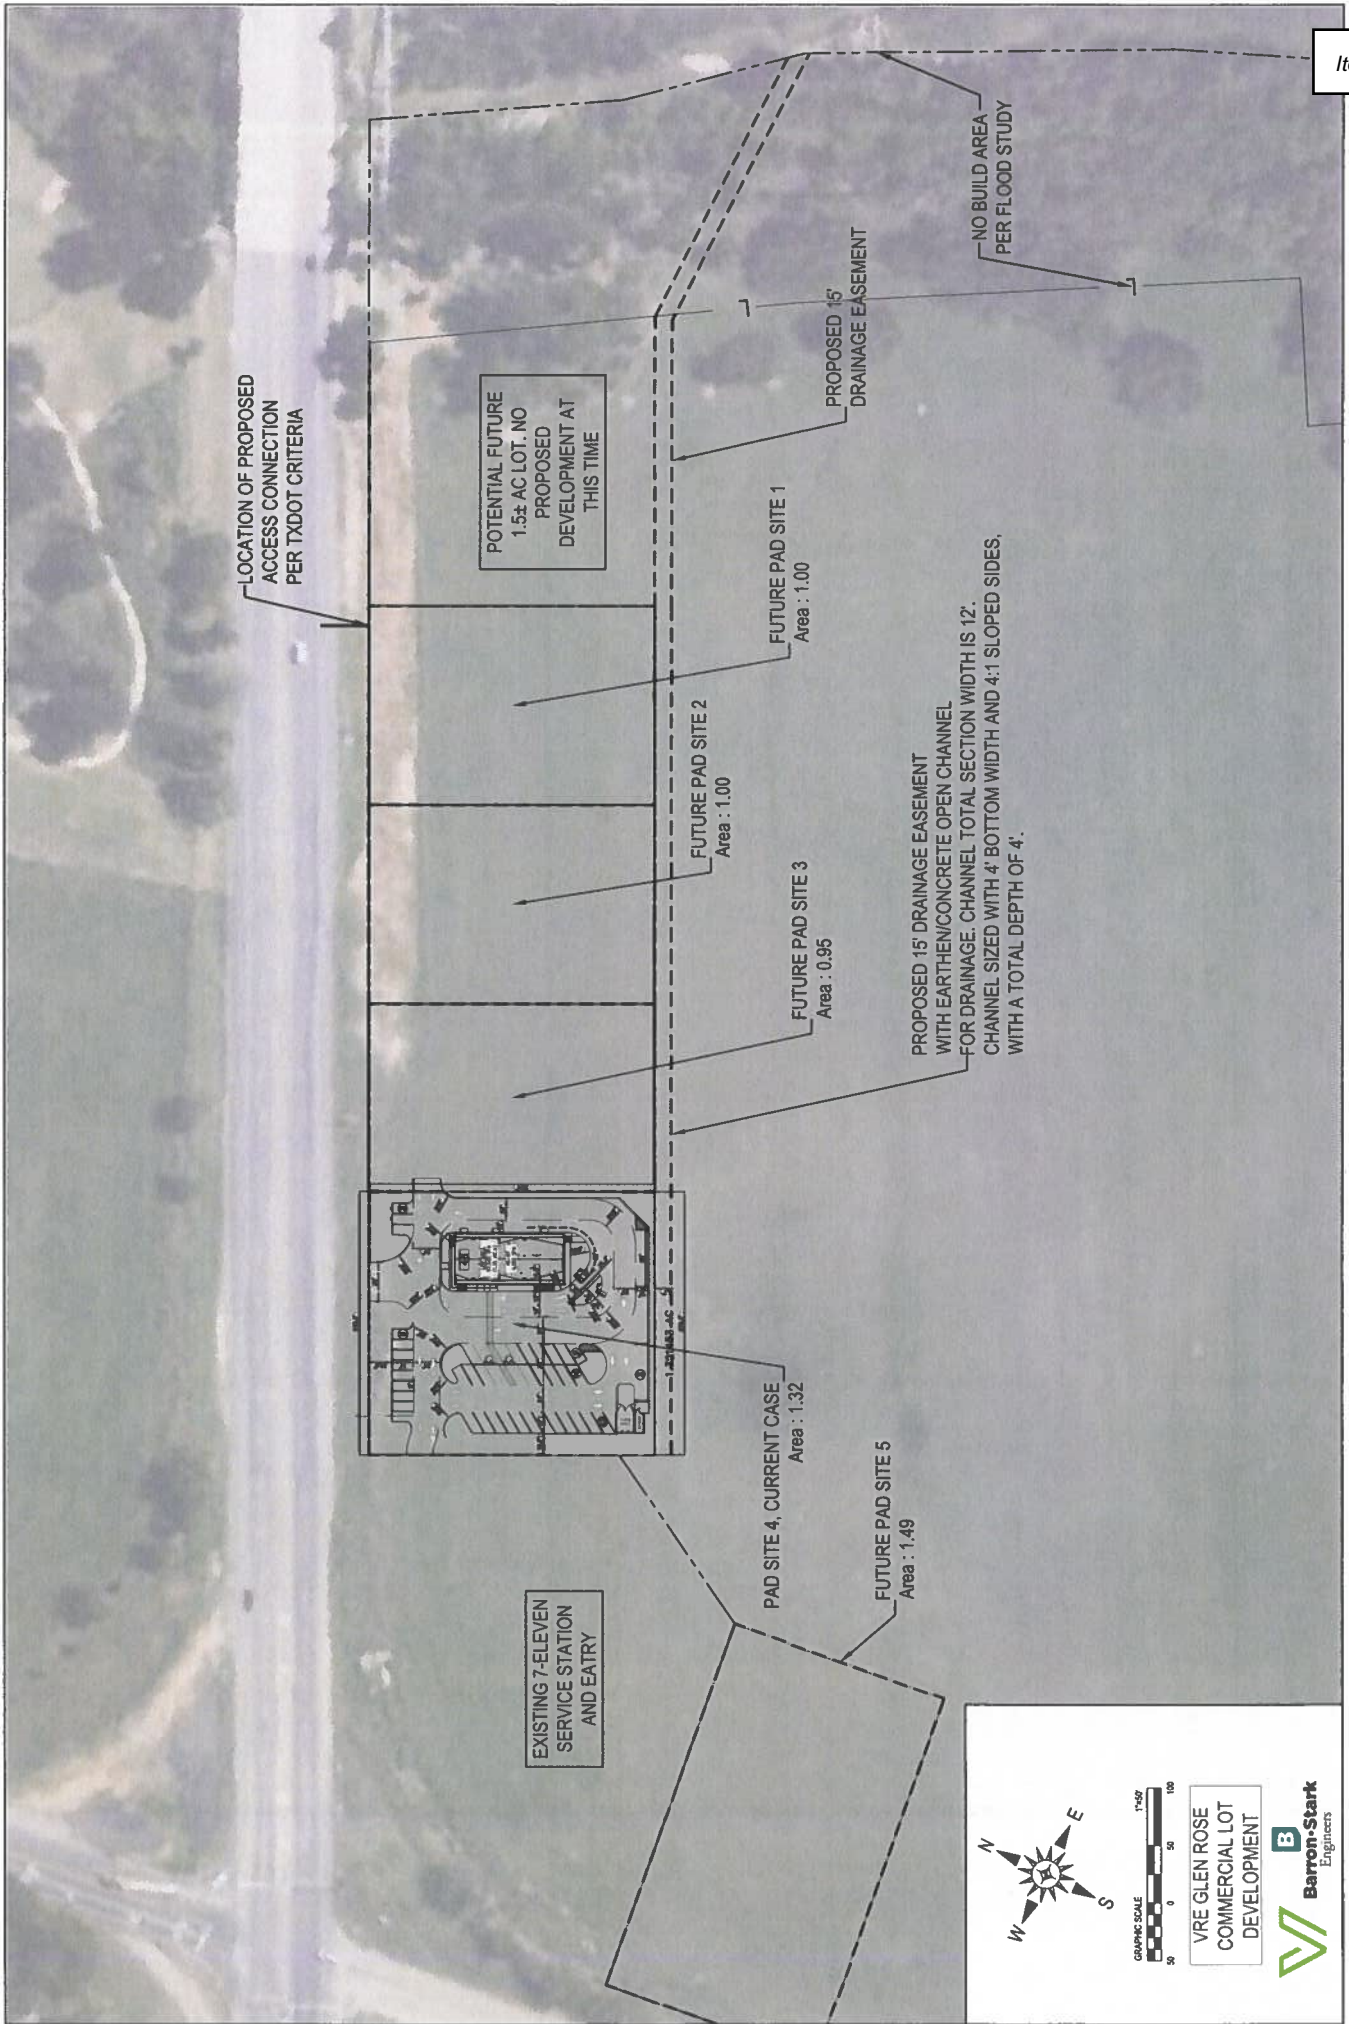 Ite
LOCATION OF PROPOSED
ACCESS CONNECTION
PER TXDOT CRITERIA
POTENTIAL FUTURE
1.5± AC LOT. NO
PROPOSED
DEVELOPMENT AT
THIS TIME
NO BUILD AREA
PER FLOOD STUDY
PROPOSED 15'
DRAINAGE EASEMENT
FUTURE PAD SITE 1
Area : 1.00
FUTURE PAD SITE 2
Area : 1.00
FUTURE PAD SITE 3
Area : 0.95
PROPOSED 15' DRAINAGE EASEMENT
WITH EARTHEN/CONCRETE OPEN CHANNEL
FOR DRAINAGE. CHANNEL TOTAL SECTION WIDTH IS 12'.
CHANNEL SIZED WITH 4' BOTTOM WIDTH AND 4:1 SLOPED SIDES,
WITH A TOTAL DEPTH OF 4'.
PAD SITE 4, CURRENT CASE
Area : 1.32
FUTURE PAD SITE 5
Area : 1.49
EXISTING 7-ELEVEN
SERVICE STATION
AND EATRY
N
E
S
W
GRAPHIC SCALE
1"=50'
50 0 50 100
VRE GLEN ROSE
COMMERCIAL LOT
DEVELOPMENT
B
Barron-Stark
Engineers